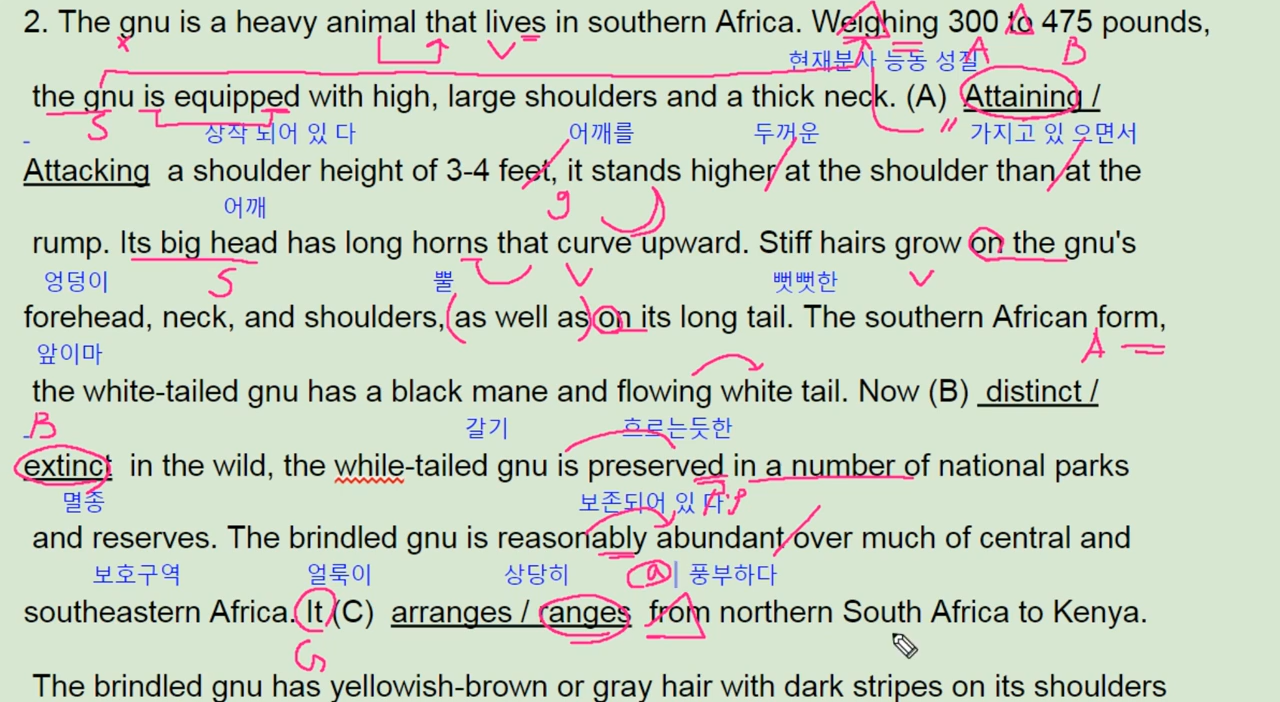 2. The gnu is a heavy animal that lives in southern Africa. Weighing 300 to 475 pounds,
x V A B
현재분사 등동 성질
the gnu is equipped with high, large shoulders and a thick neck. (A) Attaining /
S 상작 되어 있 다 어깨를 두꺼운 가지고 있 으면서
Attacking a shoulder height of 3-4 feet, it stands higher at the shoulder than at the
어깨 g
rump. Its big head has long horns that curve upward. Stiff hairs grow on the gnu's
엉덩이 S 뿔 V 뻣뻣한 V
forehead, neck, and shoulders, (as well as) on its long tail. The southern African form,
앞이마 A
the white-tailed gnu has a black mane and flowing white tail. Now (B) distinct /
B 갈기 흐르는듯한
extinct in the wild, the while-tailed gnu is preserved in a number of national parks
멸종 보존되어 있 다 P.P
and reserves. The brindled gnu is reasonably abundant over much of central and
보호구역 얼룩이 상당히 a 풍부하다
southeastern Africa. It (C) arranges / ranges from northern South Africa to Kenya.
G
The brindled gnu has yellowish-brown or gray hair with dark stripes on its shoulders